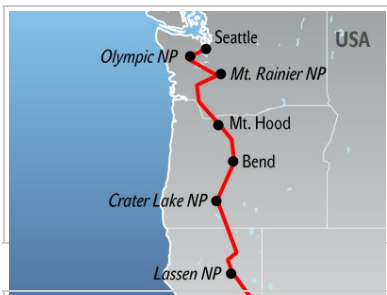 Seattle
USA
Olympic NP
Mt. Rainier NP
Mt. Hood
Bend
Crater Lake NP
Lassen NP